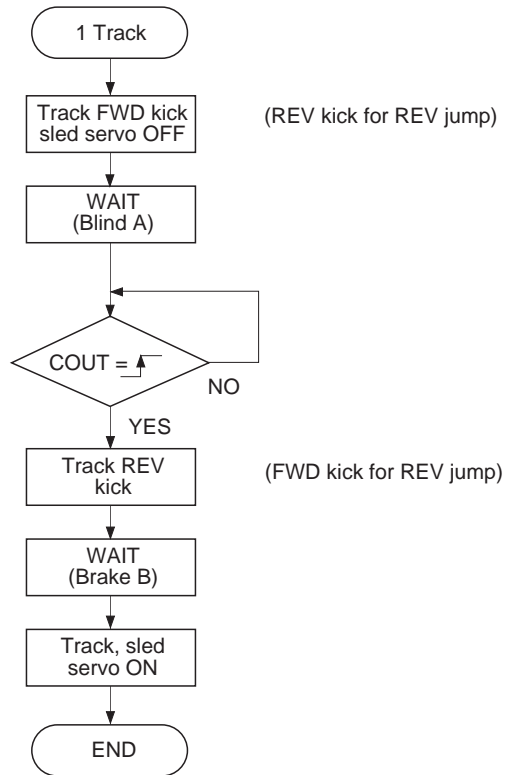 1 Track
Track FWD kick
sled servo OFF
(REV kick for REV jump)
WAIT
(Blind A)
COUT =
NO
YES
Track REV
kick
(FWD kick for REV jump)
WAIT
(Brake B)
Track, sled
servo ON
END